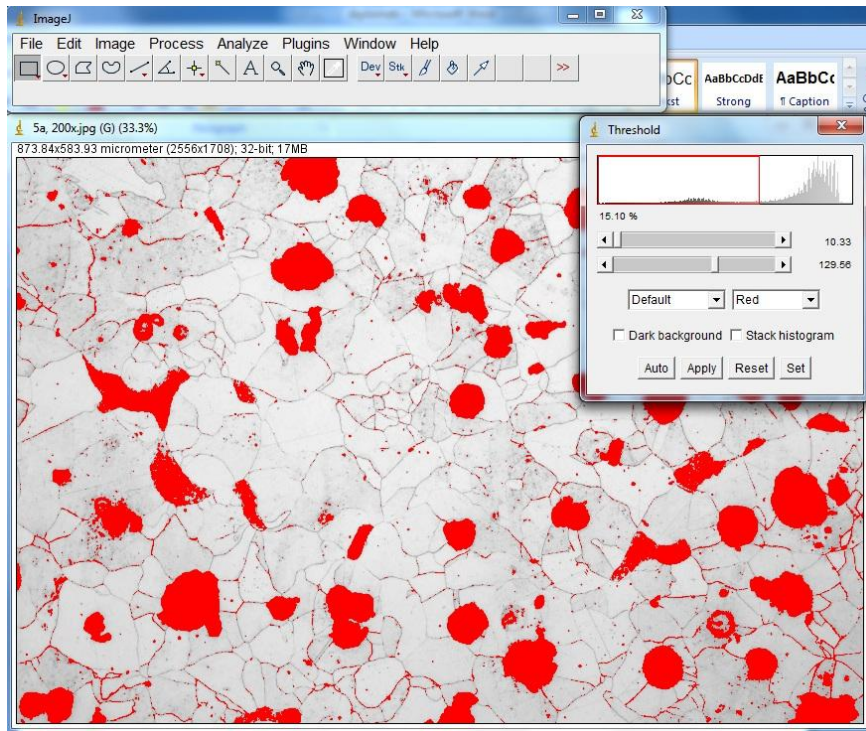 ImageJ
File Edit Image Process Analyze Plugins Window Help
Dev Stk >>
AaBbCcDdE AaBbCc
Strong ¶ Caption
5a, 200x.jpg (G) (33.3%)
873.84x583.93 micrometer (2556x1708); 32-bit; 17MB
Threshold
15.10 %
10.33
129.56
Default Red
Dark background Stack histogram
Auto Apply Reset Set